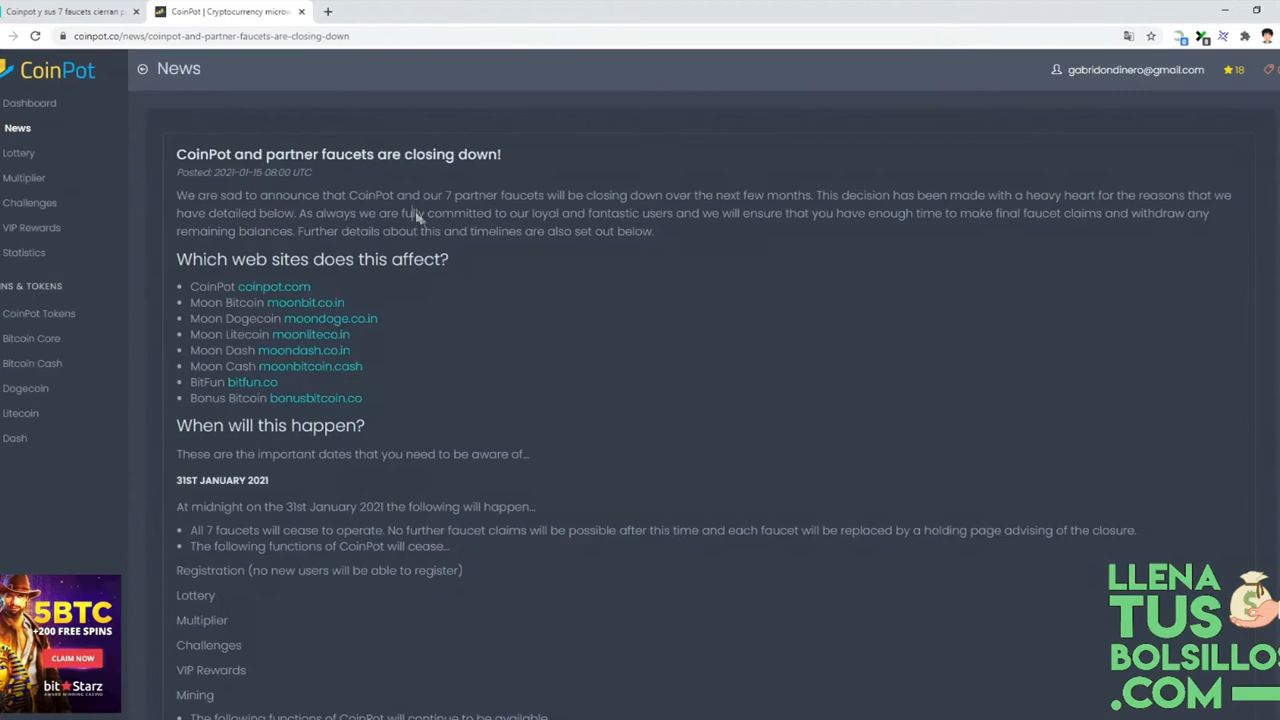 Coinpot y sus 7 faucets cierran p
CoinPot | Cryptocurrency microw
coinpot.co/news/coinpot-and-partner-faucets-are-closing-down
CoinPot
News
gabridondinero@gmail.com
18
Dashboard
News
Lottery
Multiplier
Challenges
VIP Rewards
Statistics
NS & TOKENS
CoinPot Tokens
Bitcoin Core
Bitcoin Cash
Dogecoin
Litecoin
Dash
CoinPot and partner faucets are closing down!
Posted: 2021-01-15 08:00 UTC
We are sad to announce that CoinPot and our 7 partner faucets will be closing down over the next few months. This decision has been made with a heavy heart for the reasons that we
have detailed below. As always we are fully committed to our loyal and fantastic users and we will ensure that you have enough time to make final faucet claims and withdraw any
remaining balances. Further details about this and timelines are also set out below.
Which web sites does this affect?
CoinPot coinpot.com
Moon Bitcoin moonbit.co.in
Moon Dogecoin moondoge.co.in
Moon Litecoin moonliteco.in
Moon Dash moondash.co.in
Moon Cash moonbitcoin.cash
BitFun bitfun.co
Bonus Bitcoin bonusbitcoin.co
When will this happen?
These are the important dates that you need to be aware of...
31ST JANUARY 2021
At midnight on the 31st January 2021 the following will happen...
All 7 faucets will cease to operate. No further faucet claims will be possible after this time and each faucet will be replaced by a holding page advising of the closure.
The following functions of CoinPot will cease...
Registration (no new users will be able to register)
Lottery
Multiplier
Challenges
VIP Rewards
Mining
The following functions of CoinPot will continue to be available
5BTC
+200 FREE SPINS
CLAIM NOW
bitStarz
LLENA
TUS
BOLSILLOS
.COM